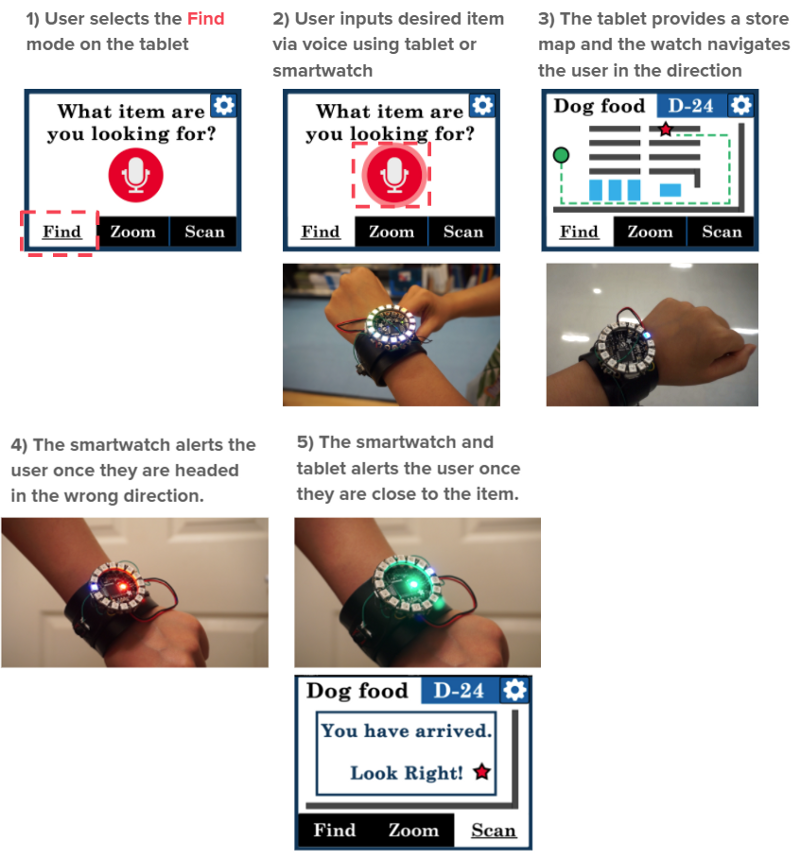 1) User selects the Find
mode on the tablet
What item are
you looking for?
Find Zoom Scan
2) User inputs desired item
via voice using tablet or
smartwatch
What item are
you looking for?
Find Zoom Scan
3) The tablet provides a store
map and the watch navigates
the user in the direction
Dog food D-24
Find Zoom Scan
4) The smartwatch alerts the
user once they are headed
in the wrong direction.
5) The smartwatch and
tablet alerts the user once
they are close to the item.
Dog food D-24
You have arrived.
Look Right!
Find Zoom Scan